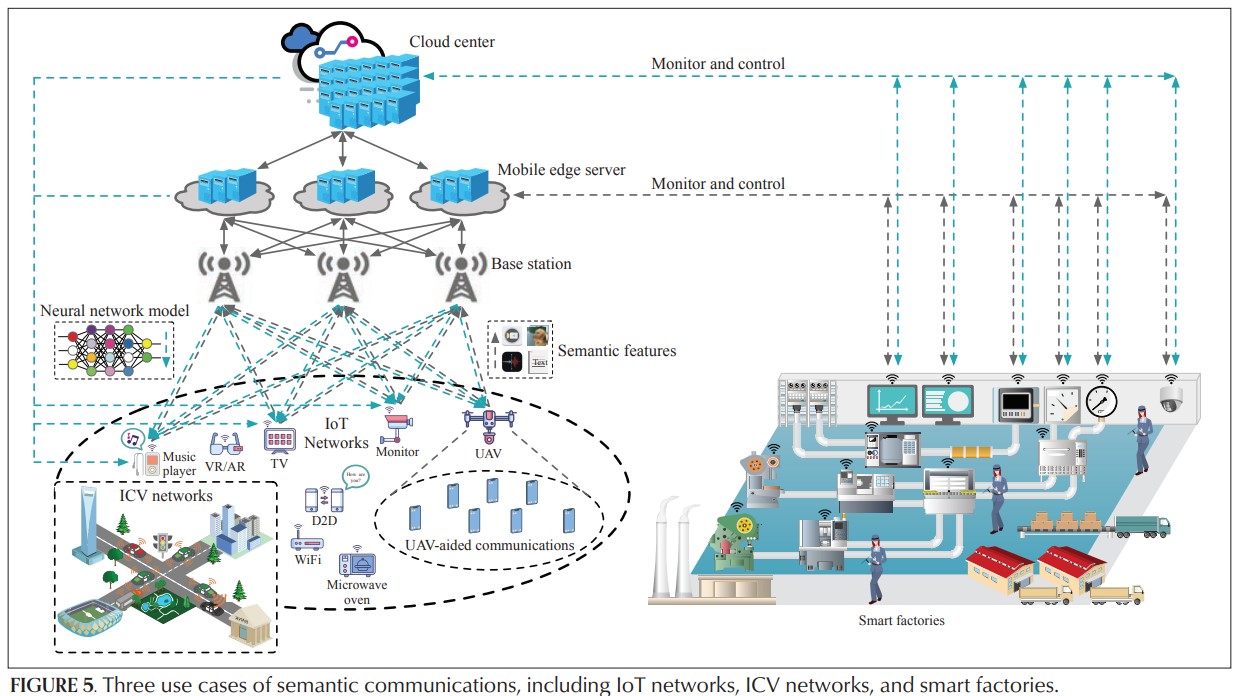 Cloud center
Monitor and control
Mobile edge server
Monitor and control
Base station
Neural network model
Semantic features
Text
IoT
Networks
Music
player
VR/AR
TV
Monitor
UAV
How are
you?
ICV networks
D2D
WiFi
UAV-aided communications
Microwave
oven
Smart factories
FIGURE 5. Three use cases of semantic communications, including IoT networks, ICV networks, and smart factories.